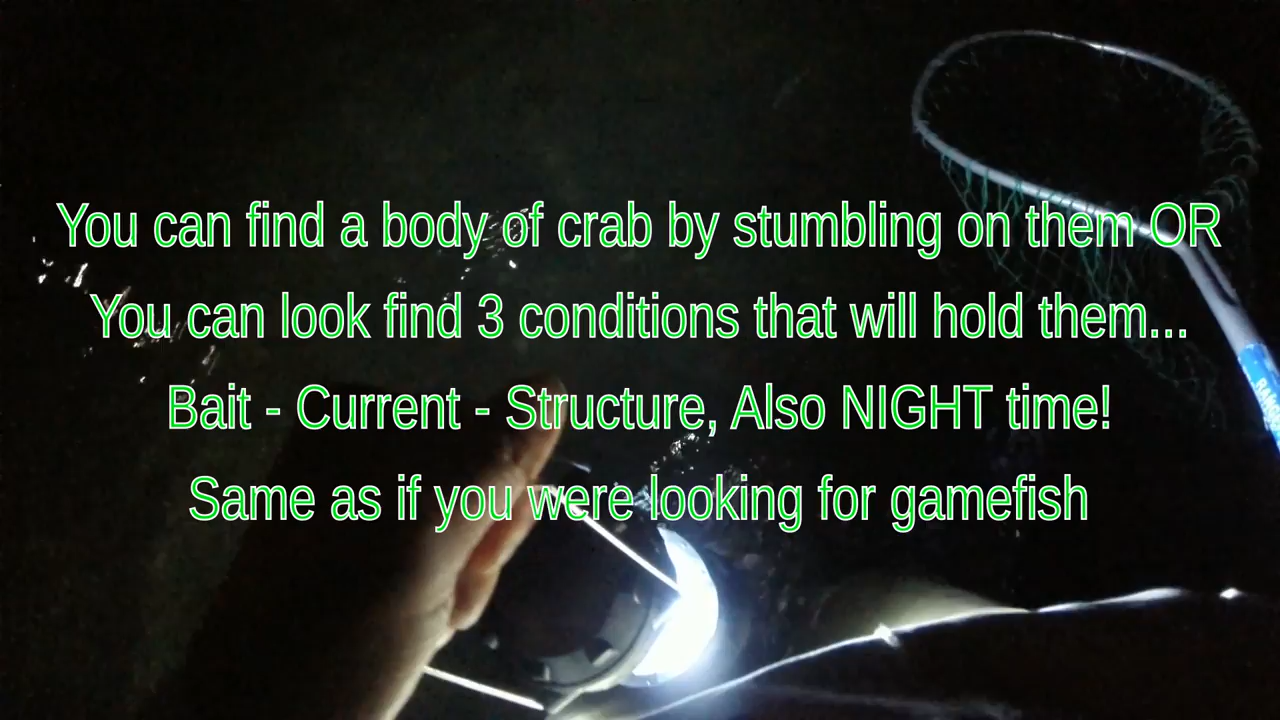 You can find a body of crab by stumbling on them OR
You can look find 3 conditions that will hold them...
Bait - Current - Structure, Also NIGHT time!
Same as if you were looking for gamefish